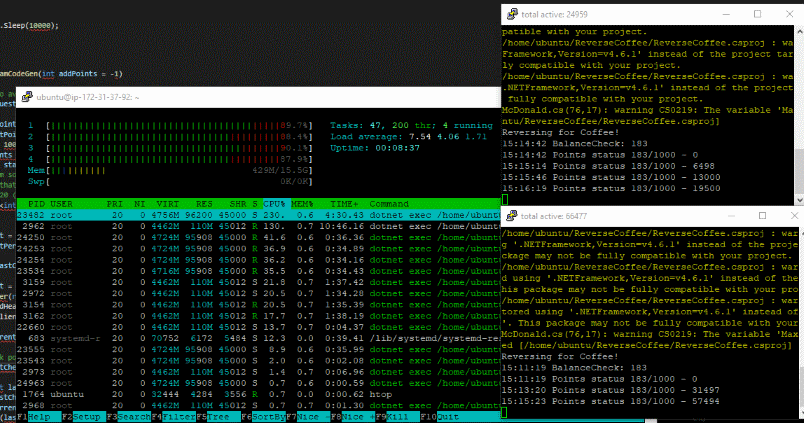 .Sleep(10000);
amCodeGen(int addPoints = -1)
ubuntu@ip-172-31-37-92: ~
1 [ 89.7%] Tasks: 47, 200 thr; 4 running
2 [ 88.4%] Load average: 7.54 4.06 1.71
3 [ 90.1%] Uptime: 00:08:37
4 [ 87.9%]
Mem[ 429M/15.5G]
Swp[ 0K/0K]
PID USER PRI NI VIRT RES SHR S CPU% MEM% TIME+ Command
23482 root 20 0 4756M 96200 45000 S 230. 0.6 4:30.43 dotnet exec /home/ubuntu
2962 root 20 0 4462M 110M 45012 R 130. 0.7 10:46.16 dotnet exec /home/ubuntu
24250 root 20 0 4724M 95908 45000 R 41.6 0.6 0:36.36 dotnet exec /home/ubuntu
24253 root 20 0 4724M 95908 45000 R 36.9 0.6 0:34.89 dotnet exec /home/ubuntu
24249 root 20 0 4724M 95908 45000 R 36.2 0.6 0:34.16 dotnet exec /home/ubuntu
23534 root 20 0 4716M 95908 45000 S 35.5 0.6 0:34.43 dotnet exec /home/ubuntu
3159 root 20 0 4462M 110M 45012 S 21.8 0.7 1:37.42 dotnet exec /home/ubuntu
2972 root 20 0 4462M 110M 45012 S 20.5 0.7 1:34.28 dotnet exec /home/ubuntu
3154 root 20 0 4462M 110M 45012 R 20.5 0.7 1:35.39 dotnet exec /home/ubuntu
3162 root 20 0 4462M 110M 45012 R 17.7 0.7 1:38.19 dotnet exec /home/ubuntu
22660 root 20 0 4462M 110M 45012 S 13.7 0.7 0:04.37 dotnet exec /home/ubuntu
683 systemd-r 20 0 70752 6172 5484 S 12.3 0.0 0:39.41 /lib/systemd/systemd-re
23555 root 20 0 4724M 95908 45000 S 8.9 0.6 0:35.99 dotnet exec /home/ubuntu
23543 root 20 0 4724M 95908 45000 S 2.0 0.6 0:02.08 dotnet exec /home/ubuntu
2973 root 20 0 4462M 110M 45012 S 1.4 0.7 0:06.96 dotnet exec /home/ubuntu
24963 root 20 0 4724M 95908 45000 S 0.7 0.6 0:00.59 dotnet exec /home/ubuntu
1764 ubuntu 20 0 32444 4284 3556 R 0.7 0.0 0:00.62 htop
2968 root 20 0 4462M 110M 45012 S 0.7 0.7 0:01.30 dotnet exec /home/ubuntu
F1Help F2Setup F3Search F4Filter F5Tree F6SortBy F7Nice - F8Nice + F9Kill F10Quit
total active: 24959
patible with your project.
/home/ubuntu/ReverseCoffee/ReverseCoffee.csproj : war
Framework,Version=v4.6.1' instead of the project tar
ly compatible with your project.
/home/ubuntu/ReverseCoffee/ReverseCoffee.csproj : war
.NETFramework,Version=v4.6.1' instead of the project
fully compatible with your project.
McDonald.cs(76,17): warning CS0219: The variable 'Max
ntu/ReverseCoffee/ReverseCoffee.csproj]
Reversing for Coffee!
15:14:42 BalanceCheck: 183
15:14:42 Points status 183/1000 - 0
15:15:14 Points status 183/1000 - 6498
15:15:46 Points status 183/1000 - 13000
15:16:19 Points status 183/1000 - 19500
total active: 66477
/home/ubuntu/ReverseCoffee/ReverseCoffee.csproj : war
g '.NETFramework,Version=v4.6.1' instead of the proje
ckage may not be fully compatible with your project.
/home/ubuntu/ReverseCoffee/ReverseCoffee.csproj : war
d using '.NETFramework,Version=v4.6.1' instead of the
his package may not be fully compatible with your pro
/home/ubuntu/ReverseCoffee/ReverseCoffee.csproj : war
tored using '.NETFramework,Version=v4.6.1' instead of
'. This package may not be fully compatible with your
McDonald.cs(76,17): warning CS0219: The variable 'Max
ed [/home/ubuntu/ReverseCoffee/ReverseCoffee.csproj]
Reversing for Coffee!
15:11:19 BalanceCheck: 183
15:11:19 Points status 183/1000 - 0
15:13:20 Points status 183/1000 - 31497
15:15:23 Points status 183/1000 - 57494